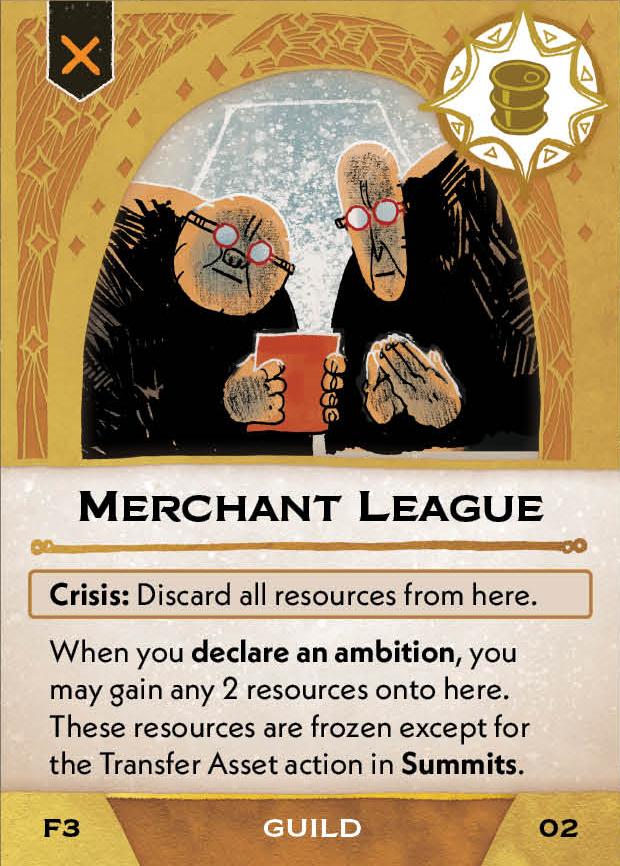 MERCHANT LEAGUE
Crisis: Discard all resources from here.
When you declare an ambition, you
may gain any 2 resources onto here.
These resources are frozen except for
the Transfer Asset action in Summits.
F3 GUILD 02